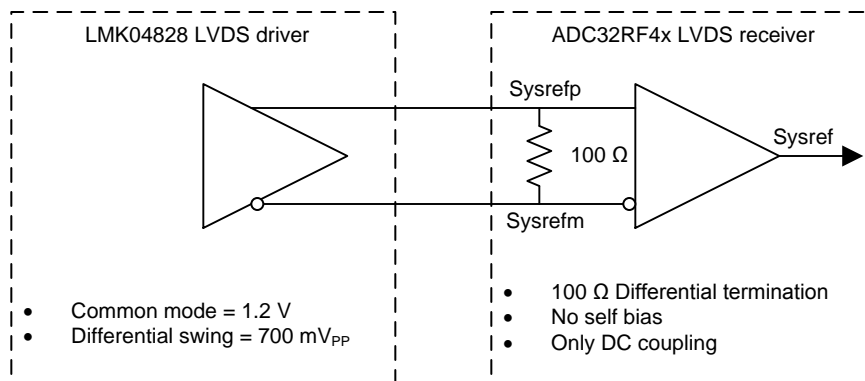 LMK04828 LVDS driver
ADC32RF4x LVDS receiver
Sysrefp
Sysref
100 Ω
Sysrefm
• Common mode = 1.2 V
• Differential swing = 700 mVPP
• 100 Ω Differential termination
• No self bias
• Only DC coupling